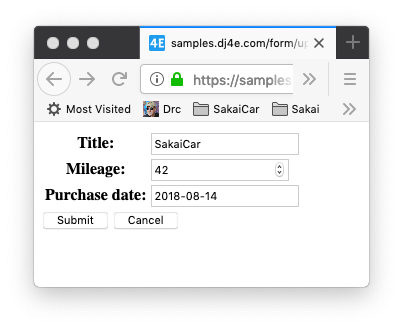 4E samples.dj4e.com/form/up
https://samples
Most Visited Drc SakaiCar Sakai
Title: SakaiCar
Mileage: 42
Purchase date: 2018-08-14
Submit Cancel